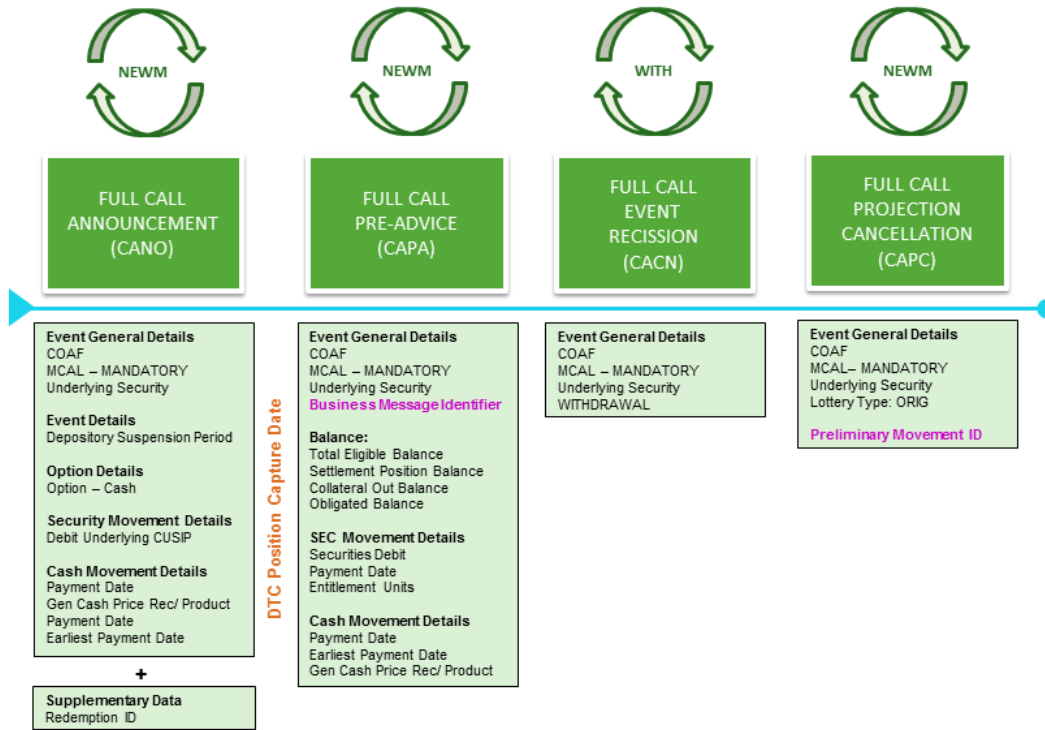 NEWM
NEWM
WITH
NEWM
FULL CALL
ANNOUNCEMENT
(CANO)
FULL CALL
PRE-ADVICE
(CAPA)
FULL CALL
EVENT
RECISSION
(CACN)
FULL CALL
PROJECTION
CANCELLATION
(CAPC)
Event General Details
COAF
MCAL – MANDATORY
Underlying Security
Event Details
Depository Suspension Period
Option Details
Option – Cash
Security Movement Details
Debit Underlying CUSIP
Cash Movement Details
Payment Date
Gen Cash Price Rec/ Product
Payment Date
Earliest Payment Date
+
Supplementary Data
Redemption ID
DTC Position Capture Date
Event General Details
COAF
MCAL – MANDATORY
Underlying Security
Business Message Identifier
Balance:
Total Eligible Balance
Settlement Position Balance
Collateral Out Balance
Obligated Balance
SEC Movement Details
Securities Debit
Payment Date
Entitlement Units
Cash Movement Details
Payment Date
Earliest Payment Date
Gen Cash Price Rec/ Product
Event General Details
COAF
MCAL – MANDATORY
Underlying Security
WITHDRAWAL
Event General Details
COAF
MCAL– MANDATORY
Underlying Security
Lottery Type: ORIG
Preliminary Movement ID